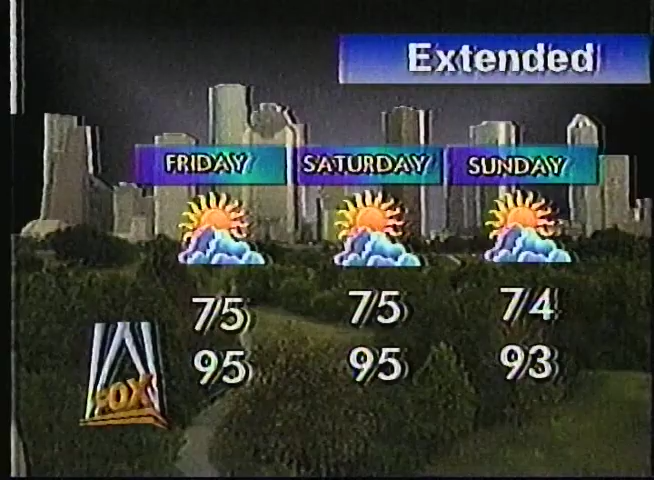 Extended
FRIDAY SATURDAY SUNDAY
75 75 74
95 95 93
FOX